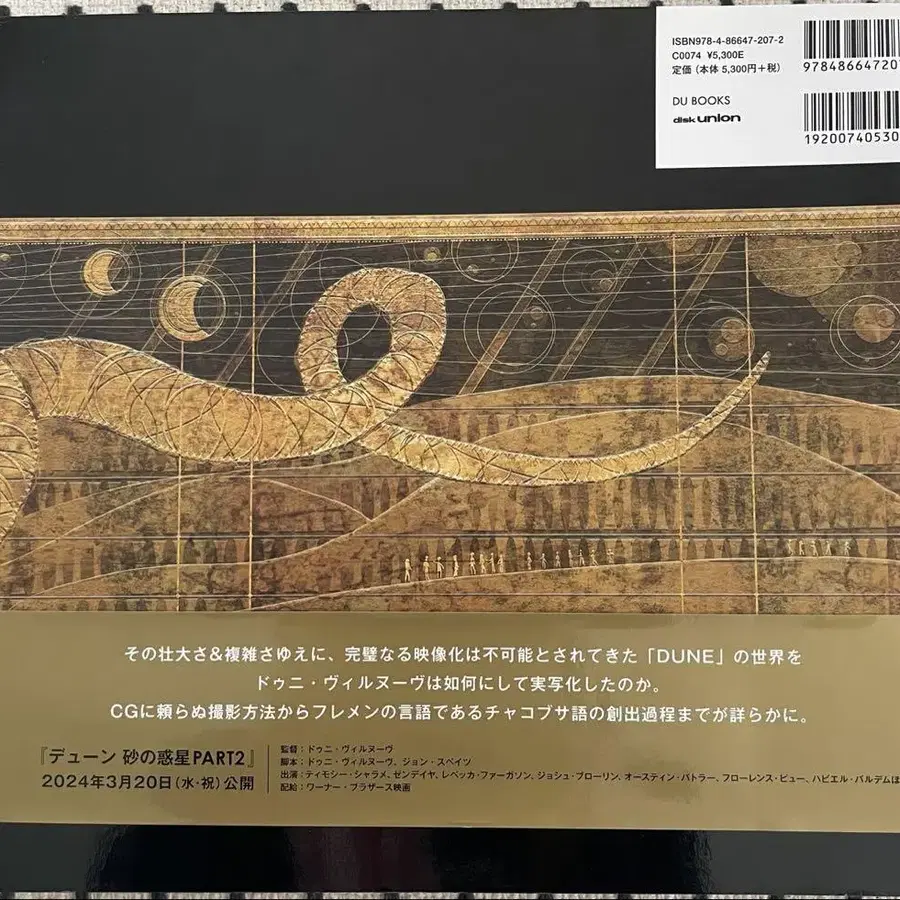 ISBN978-4-86647-207-2
C0074 ¥5,300E
定価（本体 5,300円＋税）
DU BOOKS
disk union
97848664720
19200740530
その壮大さ&複雑さゆえに、完璧なる映像化は不可能とされてきた「DUNE」の世界を
ドゥニ・ヴィルヌーヴは如何にして実写化したのか。
CGに頼らぬ撮影方法からフレメンの言語であるチャコブサ語の創出過程までが詳らかに。
『デューン 砂の惑星PART2』
2024年3月20日（水・祝）公開
監督：ドゥニ・ヴィルヌーヴ
脚本：ドゥニ・ヴィルヌーヴ、ジョン・スペイツ
出演：ティモシー・シャラメ、ゼンデイヤ、レベッカ・ファーガソン、ジョシュ・ブローリン、オースティン・バトラー、フローレンス・ピュー、ハビエル・バルデムほ
配給：ワーナー・ブラザース映画